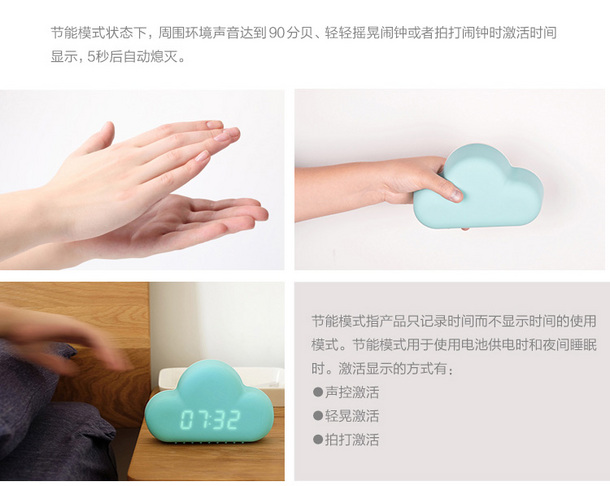 节能模式状态下，周围环境声音达到90分贝、轻轻摇晃闹钟或者拍打闹钟时激活时间
显示，5秒后自动熄灭。
07:32
节能模式指产品只记录时间而不显示时间的使用
模式。节能模式用于使用电池供电时和夜间睡眠
时。激活显示的方式有：
●声控激活
●轻晃激活
●拍打激活